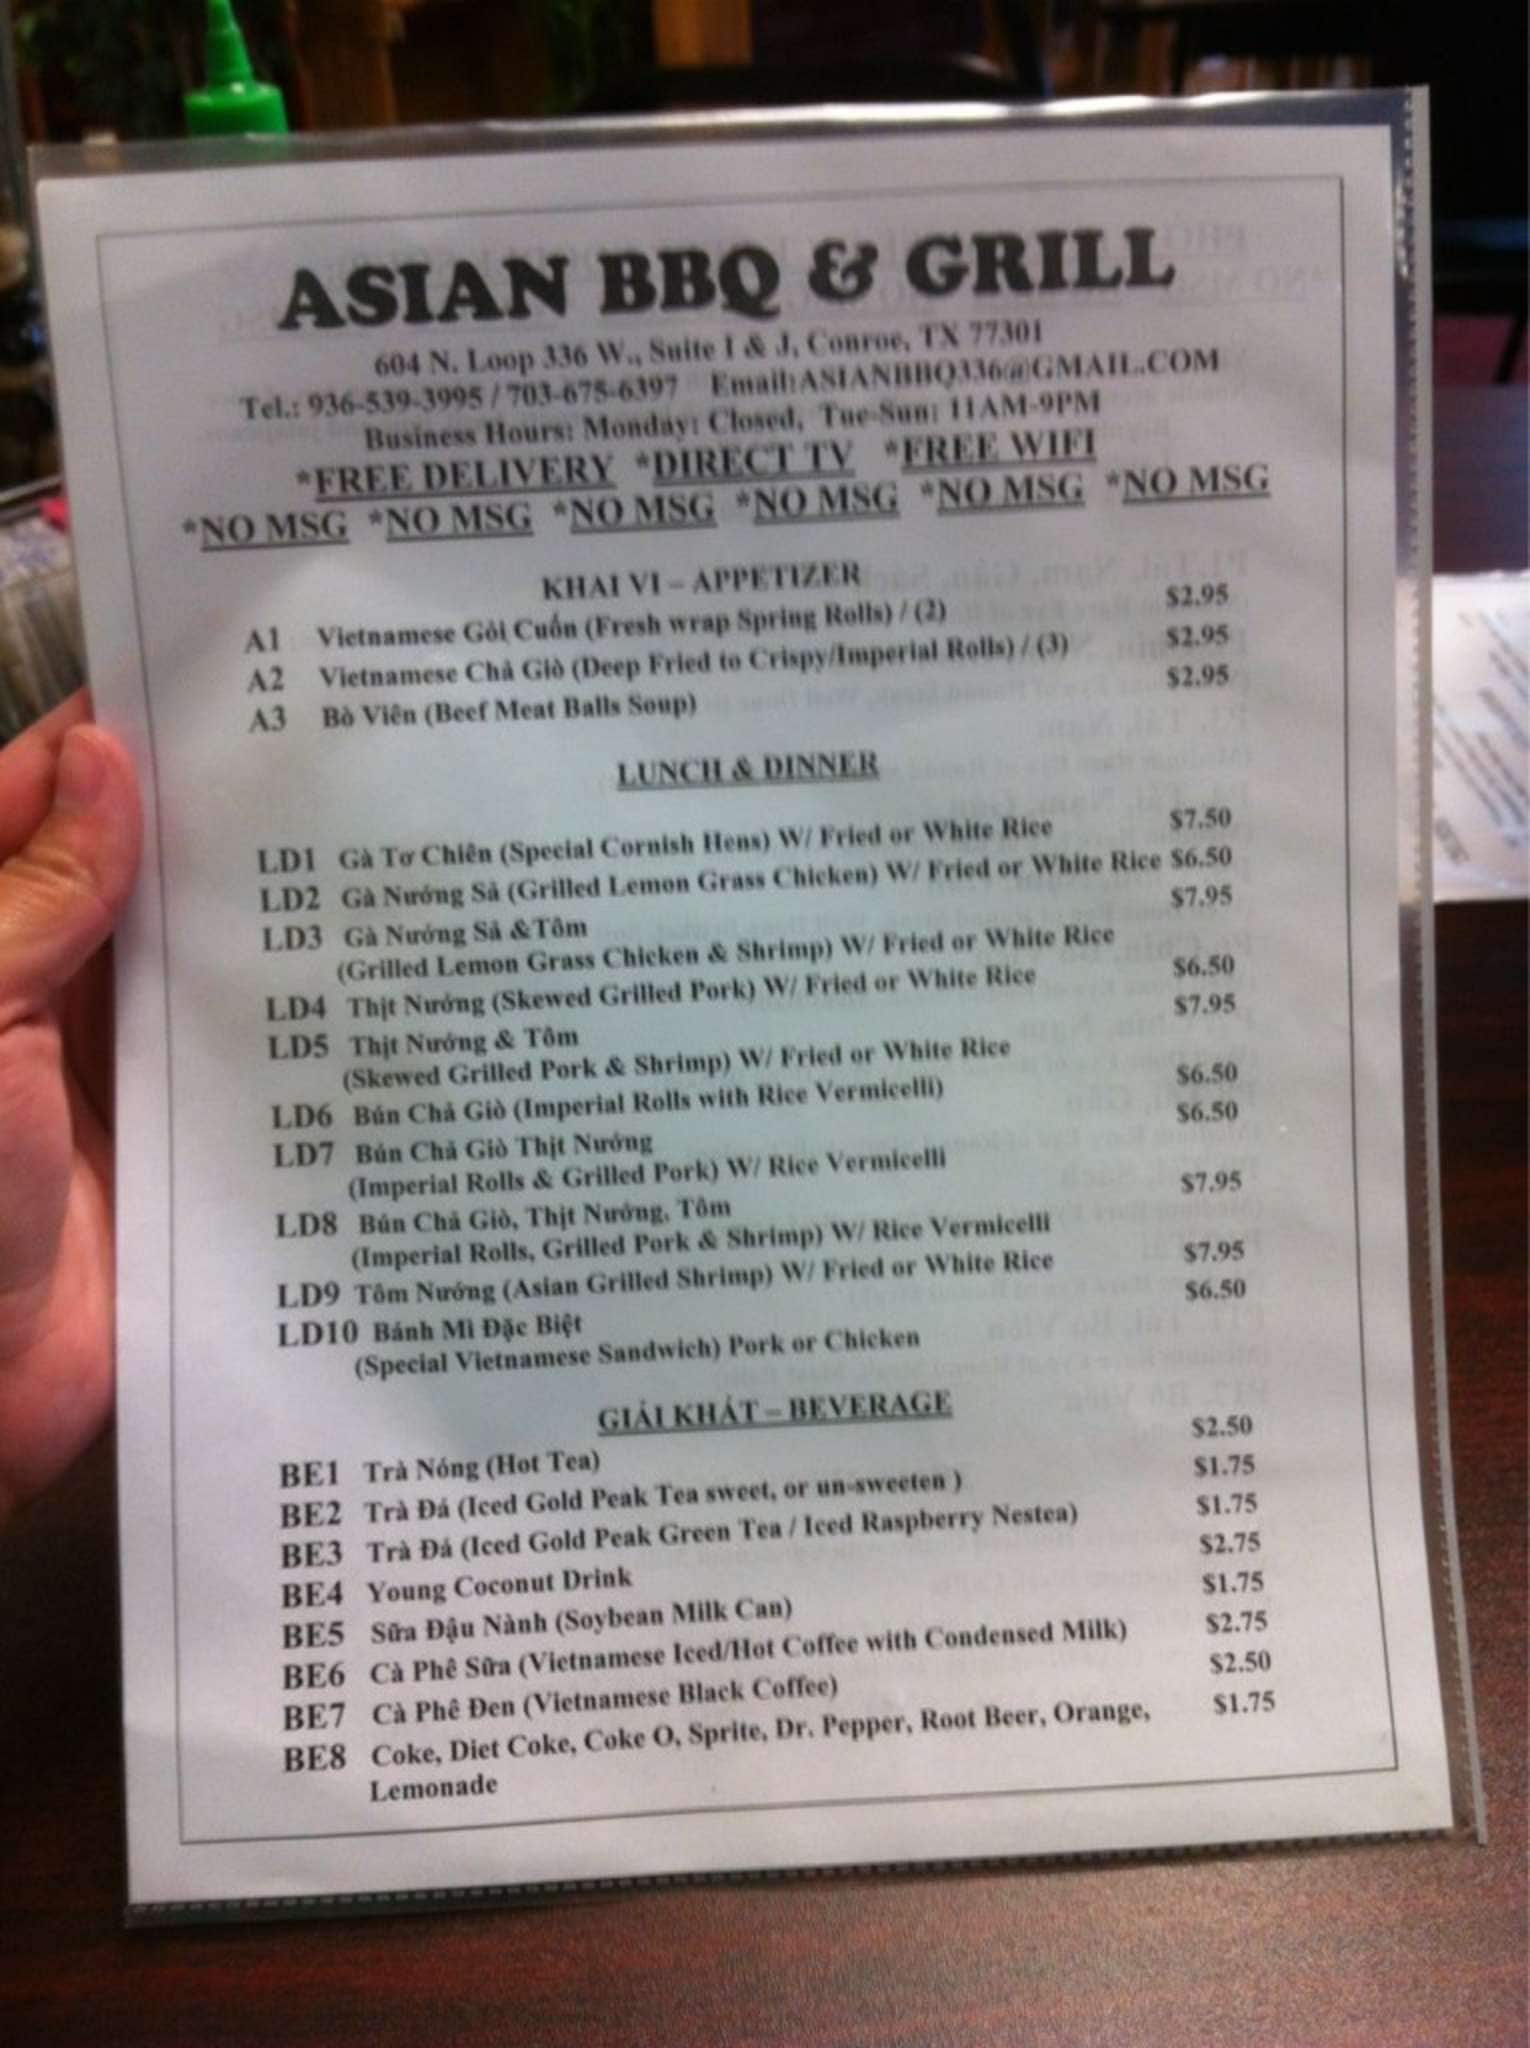 ASIAN BBQ & GRILL
604 N. Loop 336 W., Suite I & J, Conroe, TX 77301
Tel.: 936-539-3995 / 703-675-6397 Email:ASIANBBQ336@GMAIL.COM
Business Hours: Monday: Closed, Tue-Sun: 11AM-9PM
*FREE DELIVERY *DIRECT TV *FREE WIFI
*NO MSG *NO MSG *NO MSG *NO MSG *NO MSG *NO MSG
KHAI VI – APPETIZER
A1 Vietnamese Gỏi Cuốn (Fresh wrap Spring Rolls) / (2) $2.95
A2 Vietnamese Chả Giò (Deep Fried to Crispy/Imperial Rolls) / (3) $2.95
A3 Bò Viên (Beef Meat Balls Soup) $2.95
LUNCH & DINNER
LD1 Gà Tơ Chiên (Special Cornish Hens) W/ Fried or White Rice $7.50
LD2 Gà Nướng Sả (Grilled Lemon Grass Chicken) W/ Fried or White Rice $6.50
LD3 Gà Nướng Sả &Tôm $7.95
(Grilled Lemon Grass Chicken & Shrimp) W/ Fried or White Rice
LD4 Thịt Nướng (Skewed Grilled Pork) W/ Fried or White Rice $6.50
LD5 Thịt Nướng & Tôm $7.95
(Skewed Grilled Pork & Shrimp) W/ Fried or White Rice
LD6 Bún Chả Giò (Imperial Rolls with Rice Vermicelli) $6.50
LD7 Bún Chả Giò Thịt Nướng $6.50
(Imperial Rolls & Grilled Pork) W/ Rice Vermicelli
LD8 Bún Chả Giò, Thịt Nướng, Tôm $7.95
(Imperial Rolls, Grilled Pork & Shrimp) W/ Rice Vermicelli
LD9 Tôm Nướng (Asian Grilled Shrimp) W/ Fried or White Rice $7.95
LD10 Bánh Mì Đặc Biệt $6.50
(Special Vietnamese Sandwich) Pork or Chicken
GIẢI KHÁT – BEVERAGE
BE1 Trà Nóng (Hot Tea) $2.50
BE2 Trà Đá (Iced Gold Peak Tea sweet, or un-sweeten ) $1.75
BE3 Trà Đá (Iced Gold Peak Green Tea / Iced Raspberry Nestea) $1.75
BE4 Young Coconut Drink $2.75
BE5 Sữa Đậu Nành (Soybean Milk Can) $1.75
BE6 Cà Phê Sữa (Vietnamese Iced/Hot Coffee with Condensed Milk) $2.75
BE7 Cà Phê Đen (Vietnamese Black Coffee) $2.50
BE8 Coke, Diet Coke, Coke O, Sprite, Dr. Pepper, Root Beer, Orange, $1.75
Lemonade